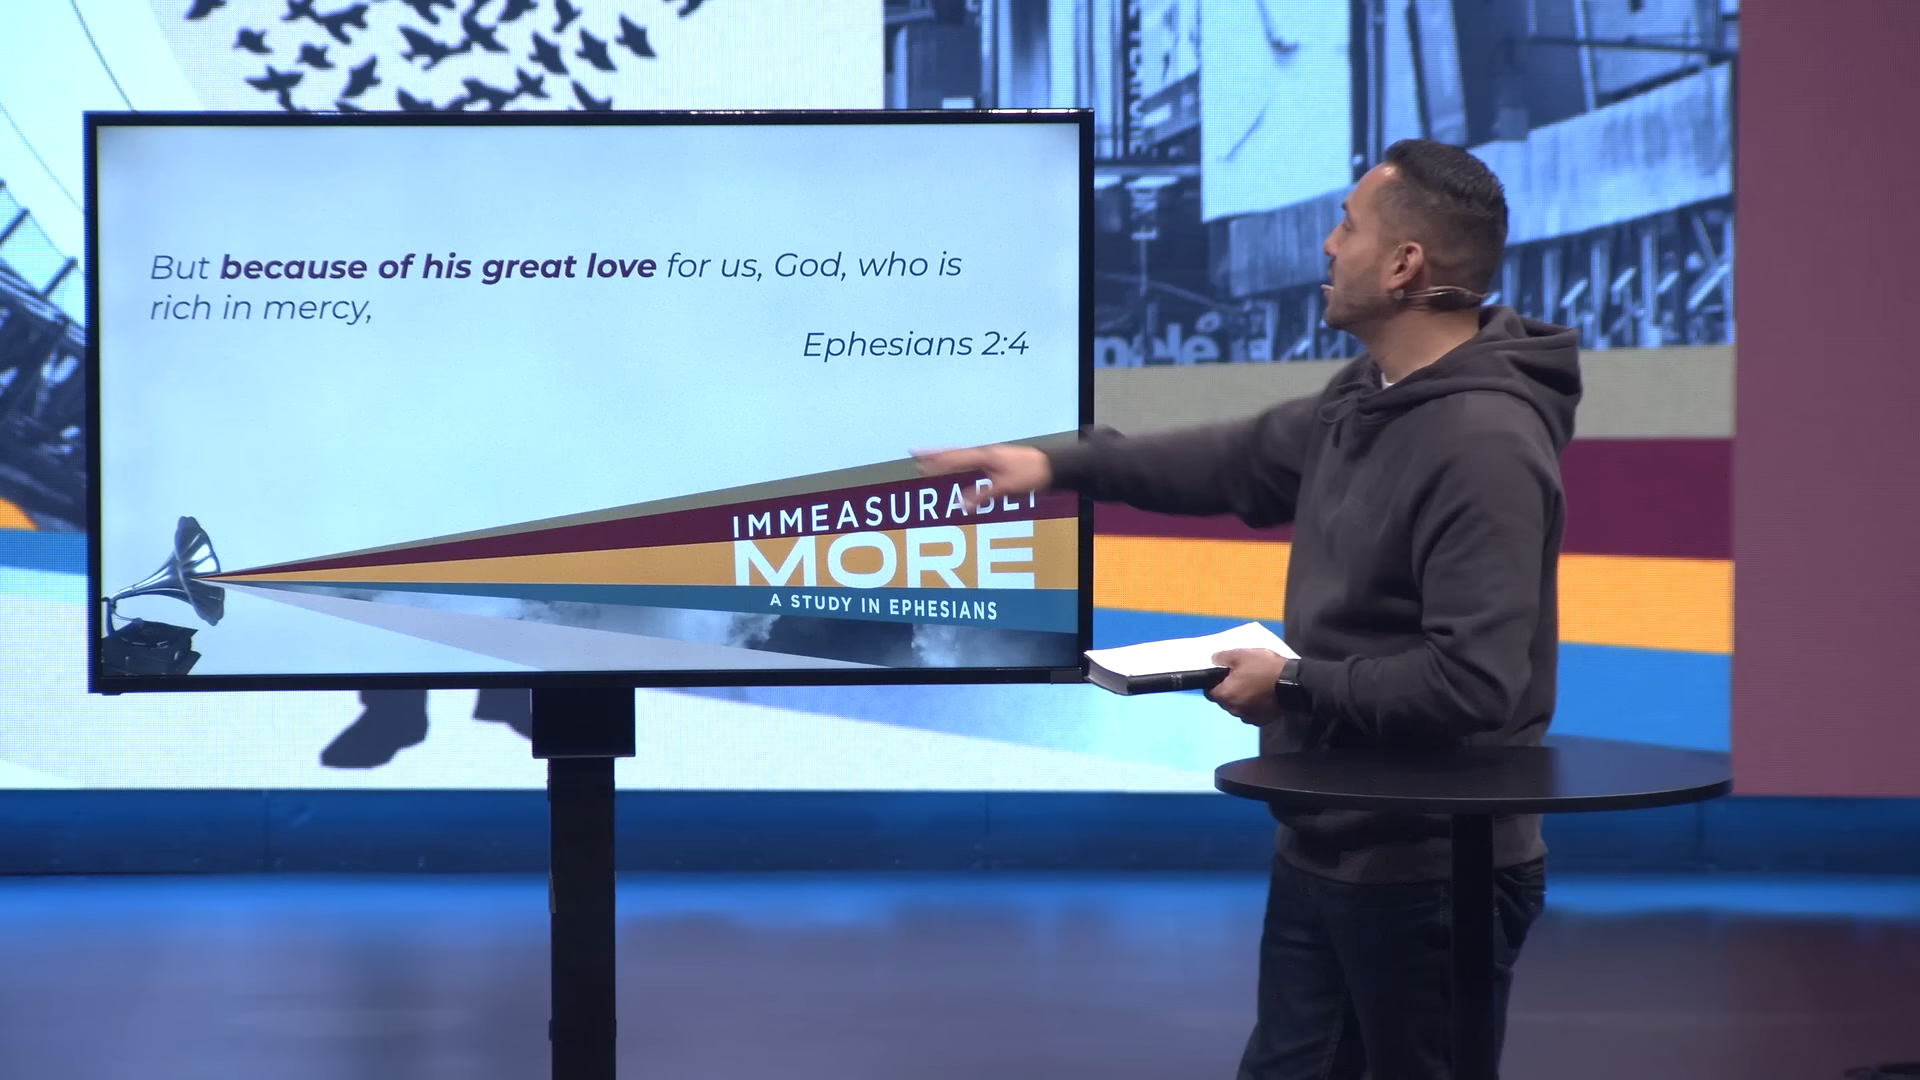 But because of his great love for us, God, who is
rich in mercy,
Ephesians 2:4
IMMEASURABLY
MORE
A STUDY IN EPHESIANS